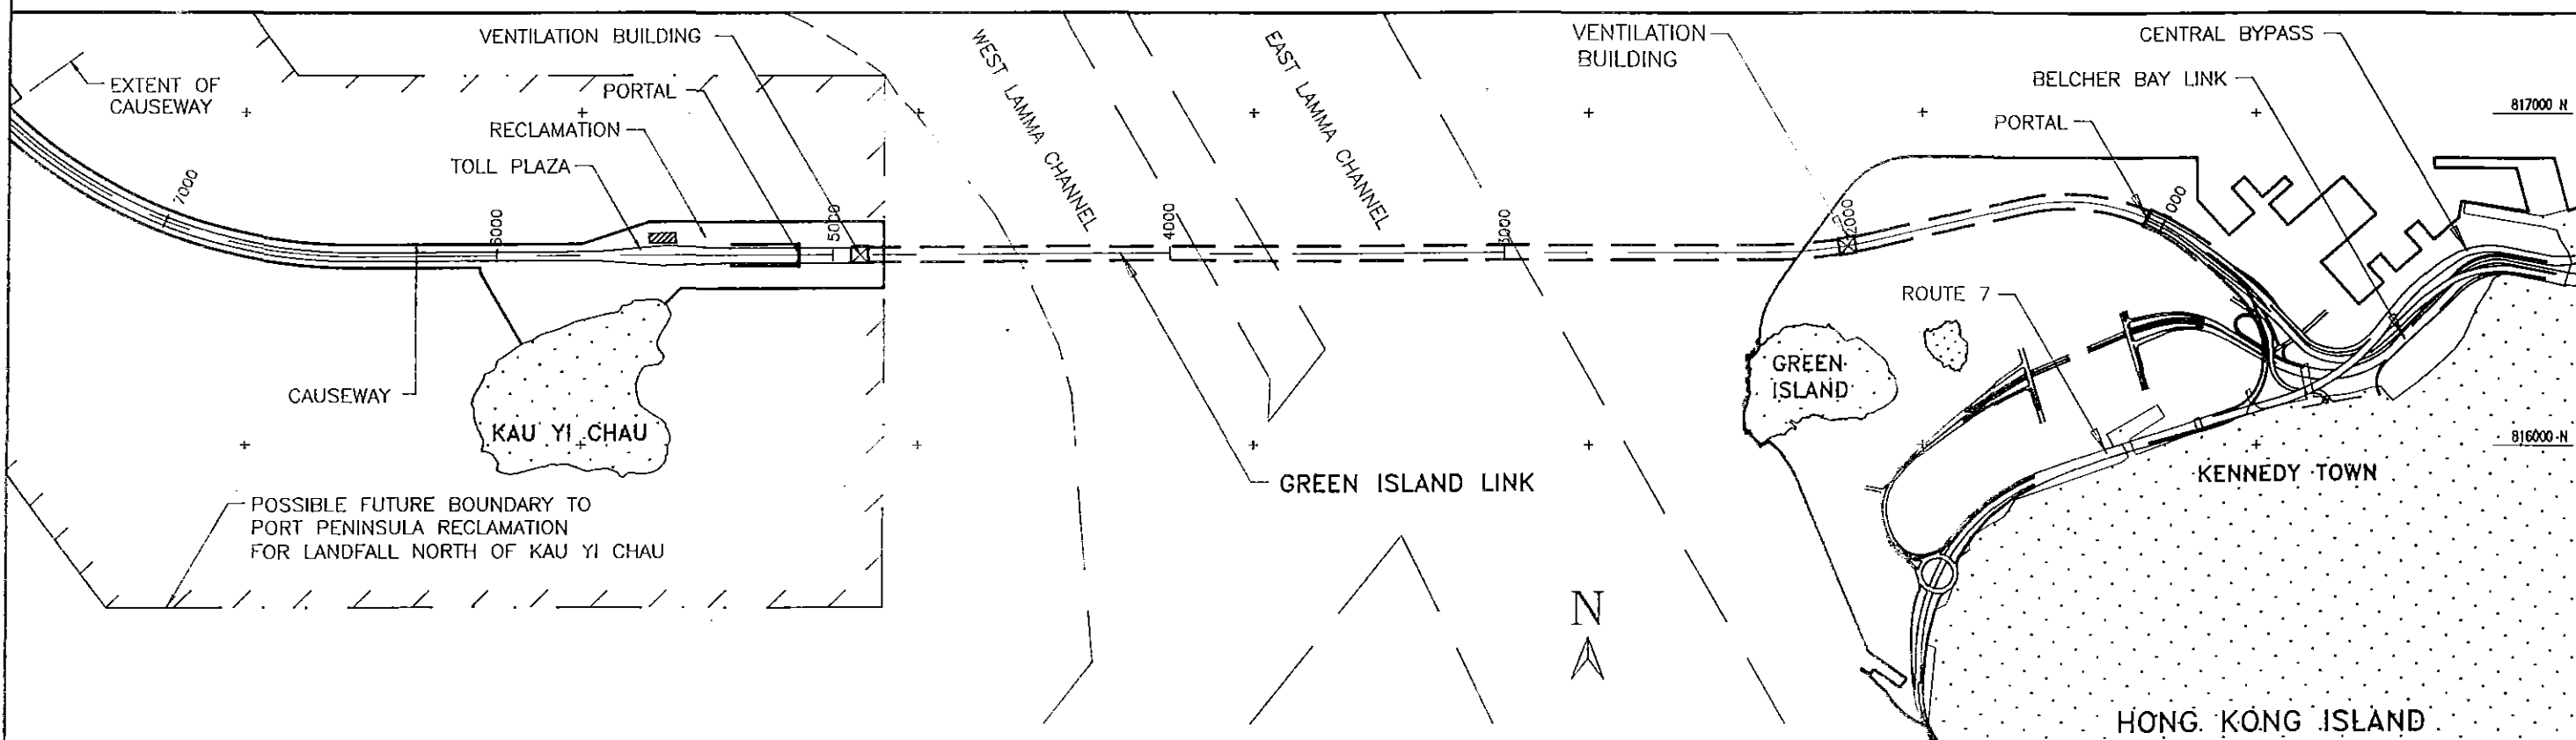 VENTILATION BUILDING
EXTENT OF
CAUSEWAY
PORTAL
RECLAMATION
TOLL PLAZA
7000
6000
5000
WEST LAMMA CHANNEL
EAST LAMMA CHANNEL
4000
3000
VENTILATION
BUILDING
2000
CENTRAL BYPASS
BELCHER BAY LINK
PORTAL
817000 N
000
ROUTE 7
GREEN
ISLAND
CAUSEWAY
KAU YI CHAU
GREEN ISLAND LINK
816000 N
KENNEDY TOWN
POSSIBLE FUTURE BOUNDARY TO
PORT PENINSULA RECLAMATION
FOR LANDFALL NORTH OF KAU YI CHAU
N
HONG KONG ISLAND